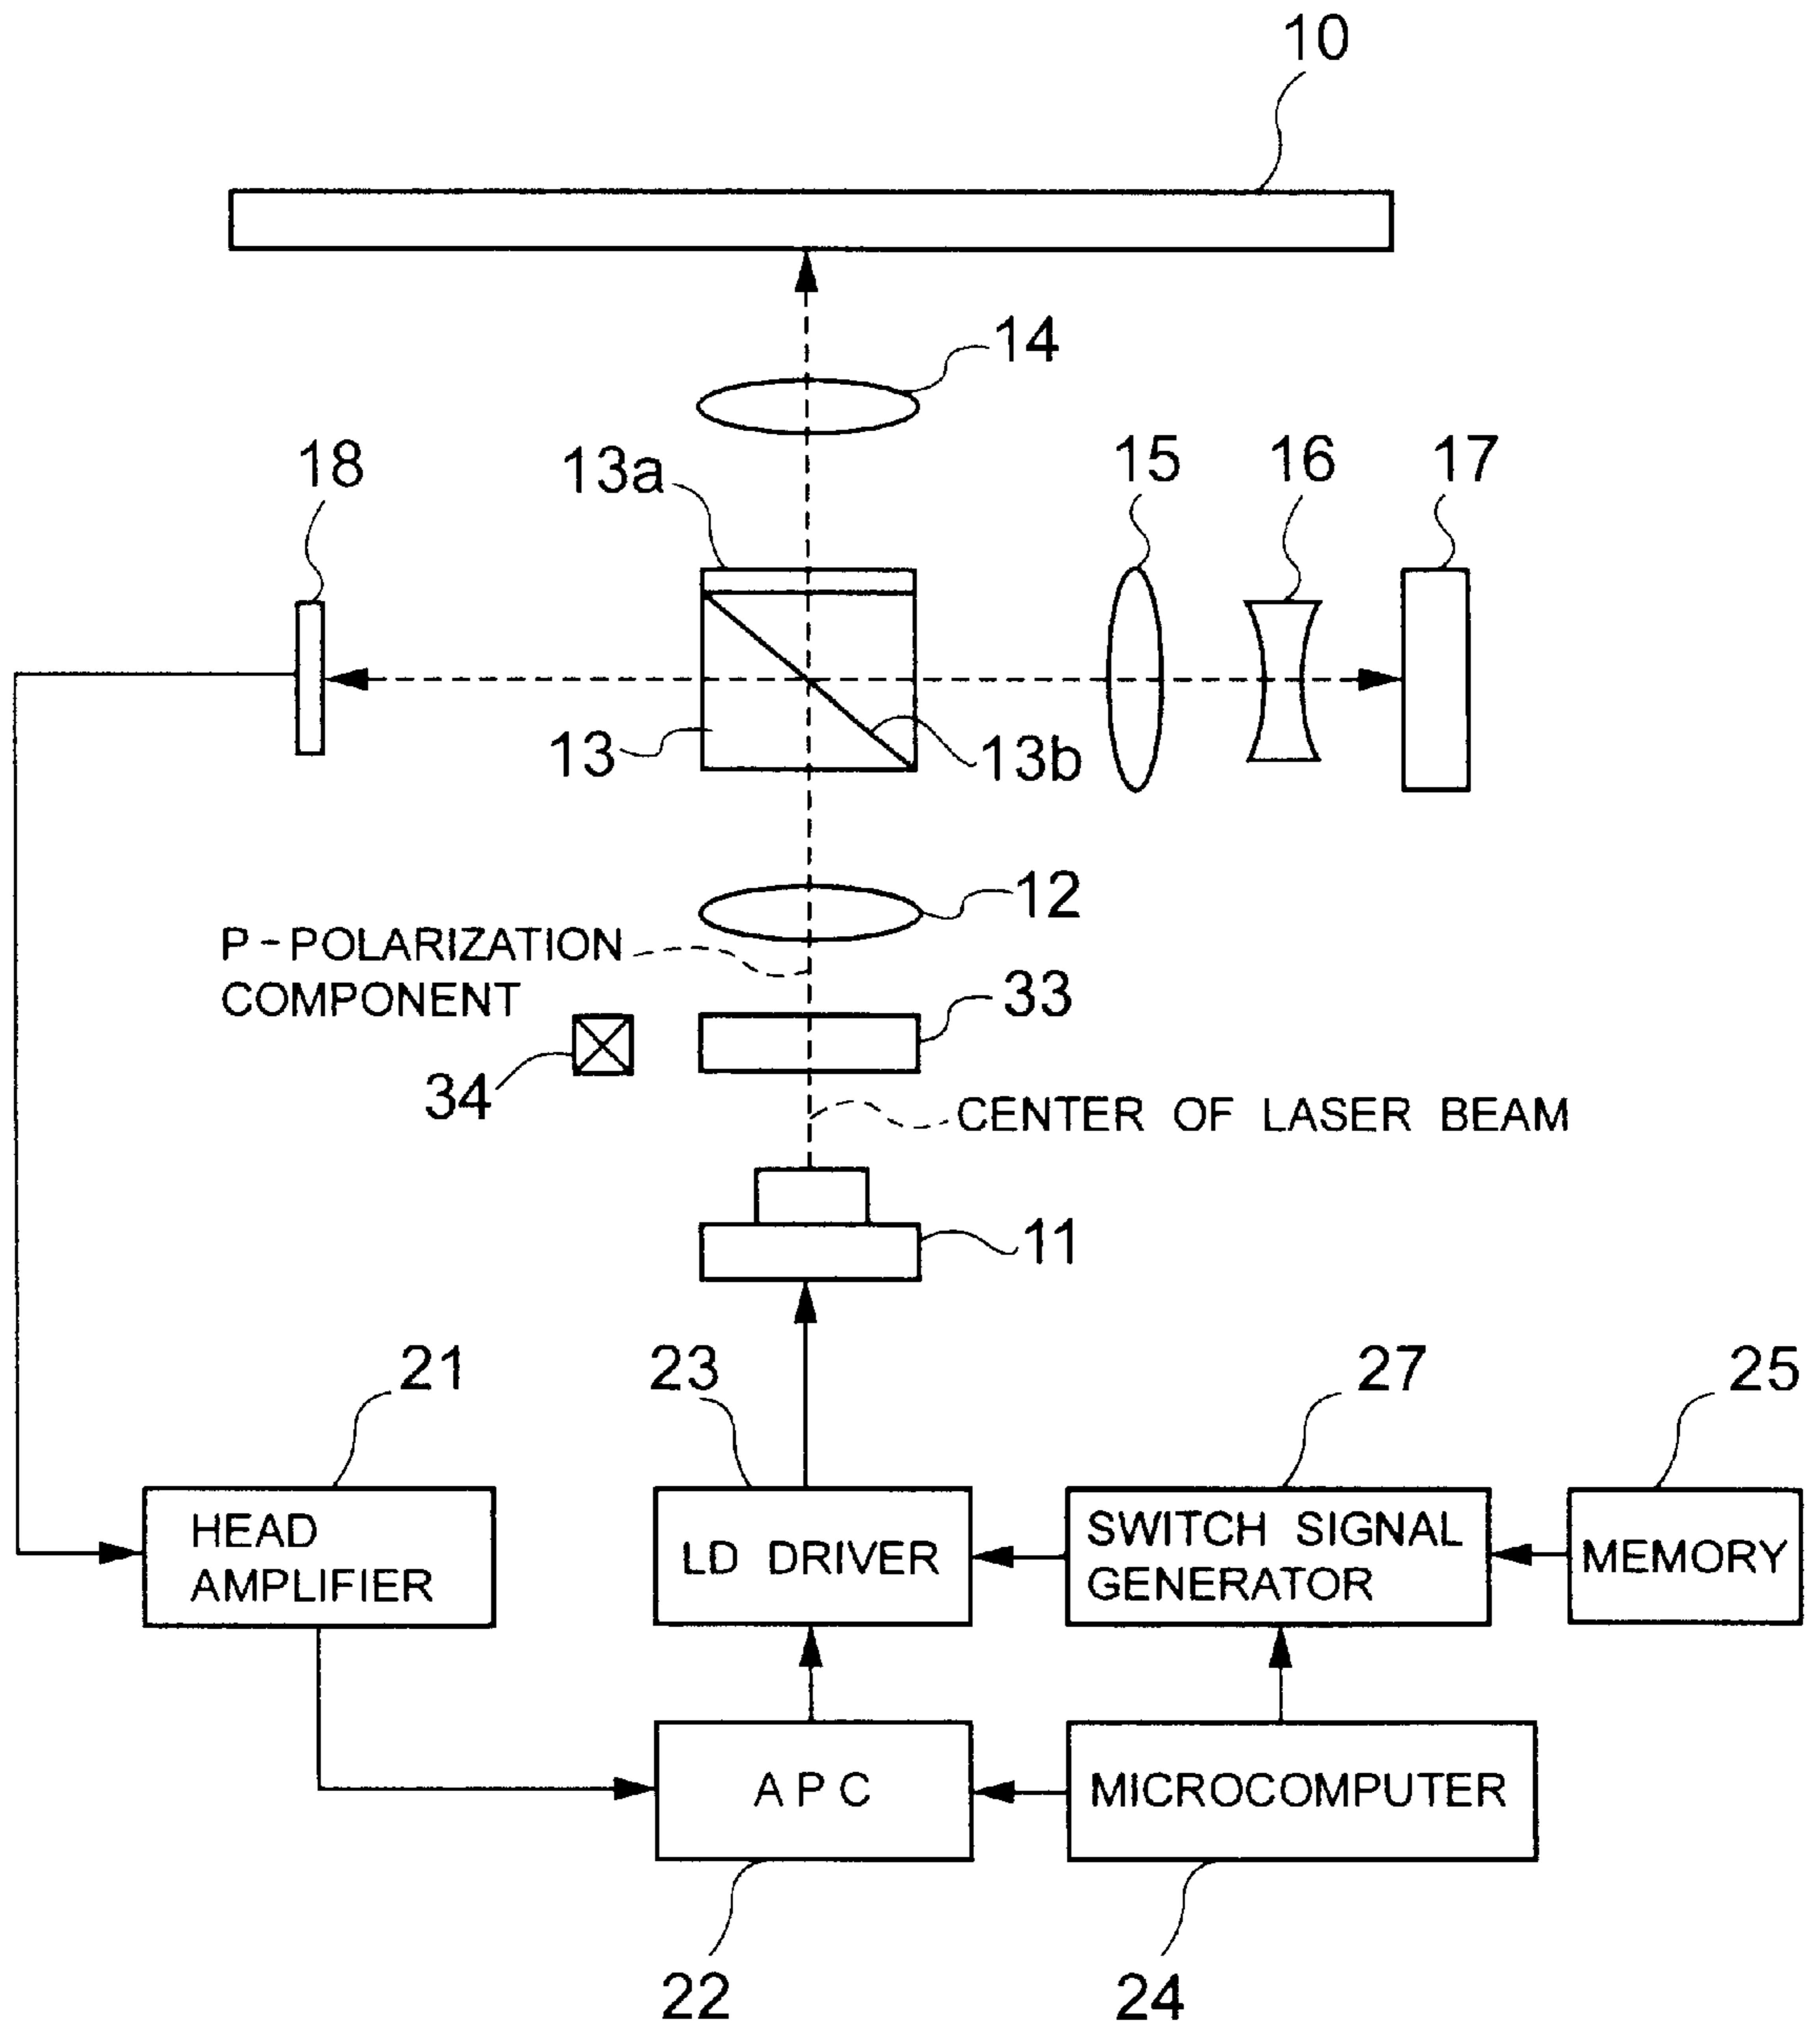 10
14
18
13a
15
16
17
13
13b
12
P-POLARIZATION
COMPONENT
33
34
CENTER OF LASER BEAM
11
21
23
27
25
HEAD
AMPLIFIER
LD DRIVER
SWITCH SIGNAL
GENERATOR
MEMORY
APC
MICROCOMPUTER
22
24